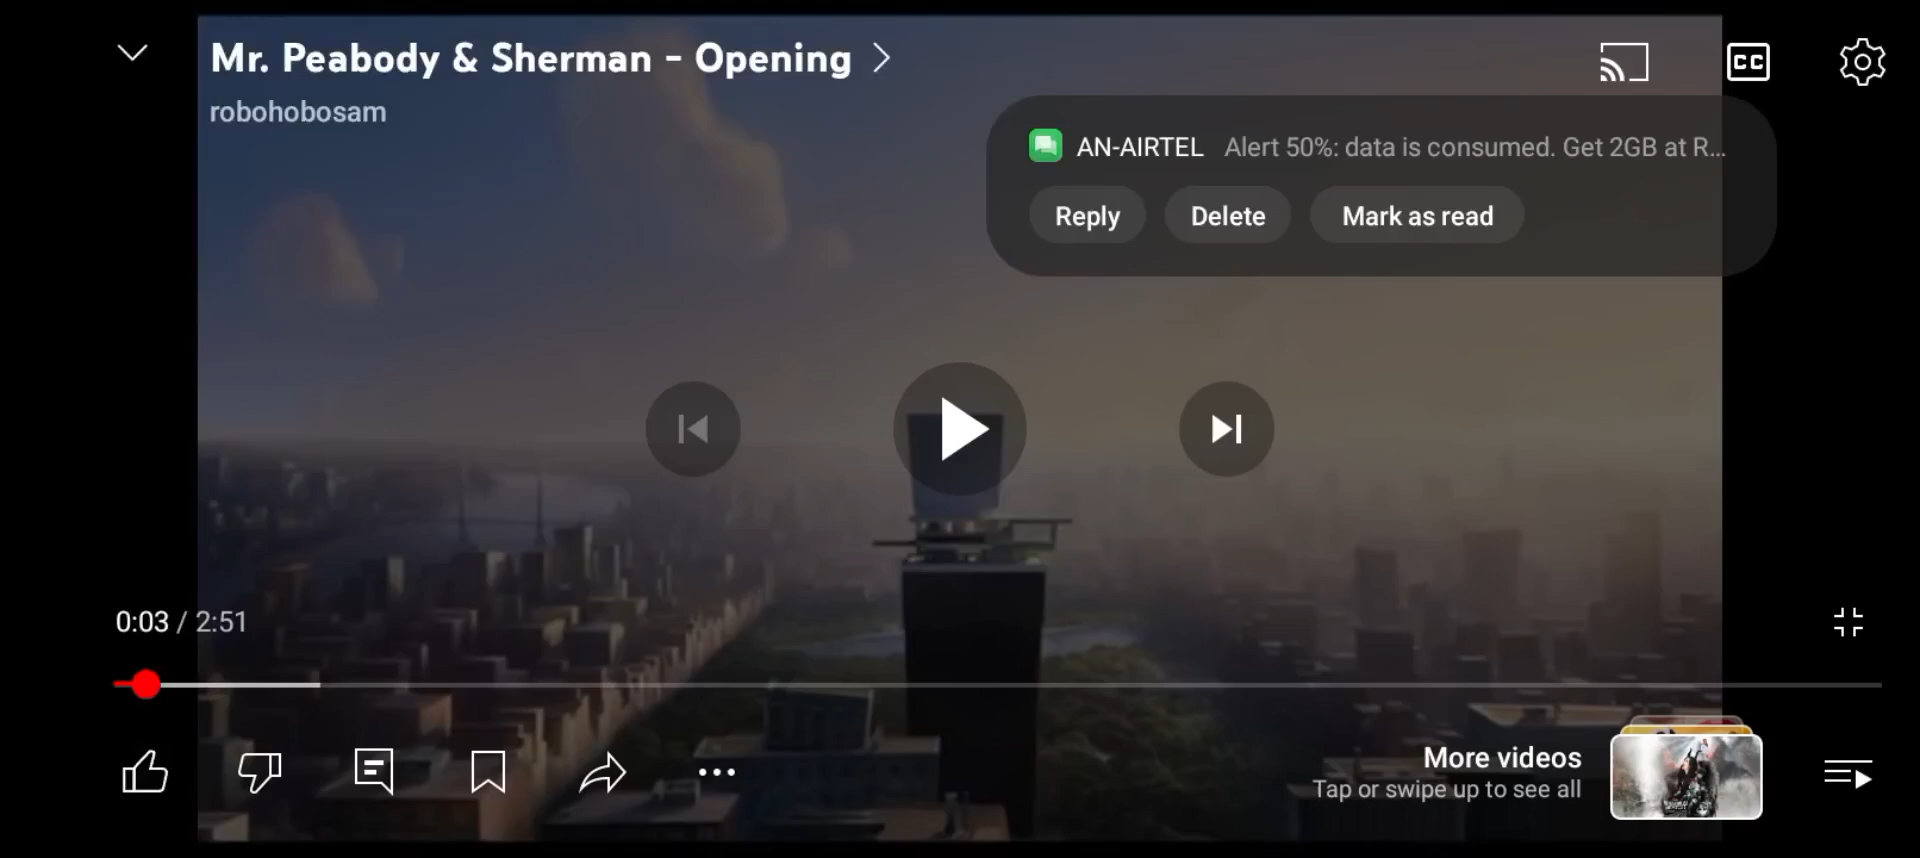 Mr. Peabody & Sherman - Opening
robohobosam
CC
AN-AIRTEL Alert 50%: data is consumed. Get 2GB at R...
Reply Delete Mark as read
0:03 / 2:51
More videos
Tap or swipe up to see all